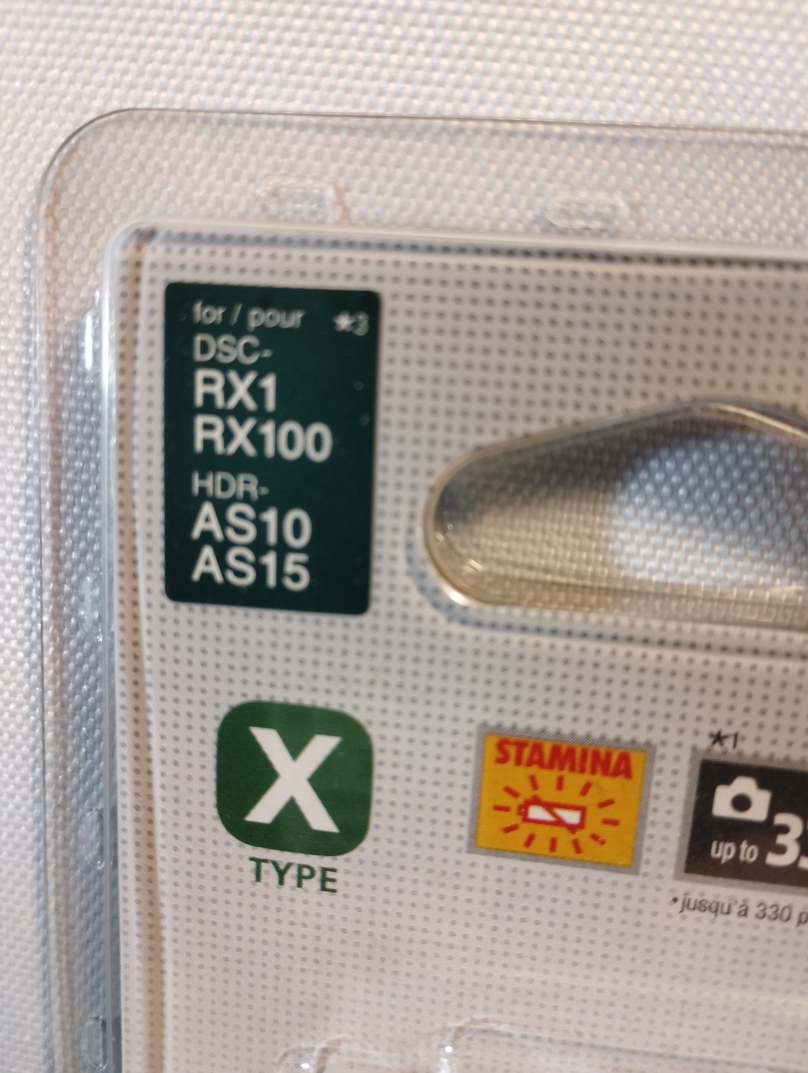 for / pour ★3
DSC-
RX1
RX100
HDR-
AS10
AS15
X
TYPE
STAMINA
★1
up to
•jusqu'à 330